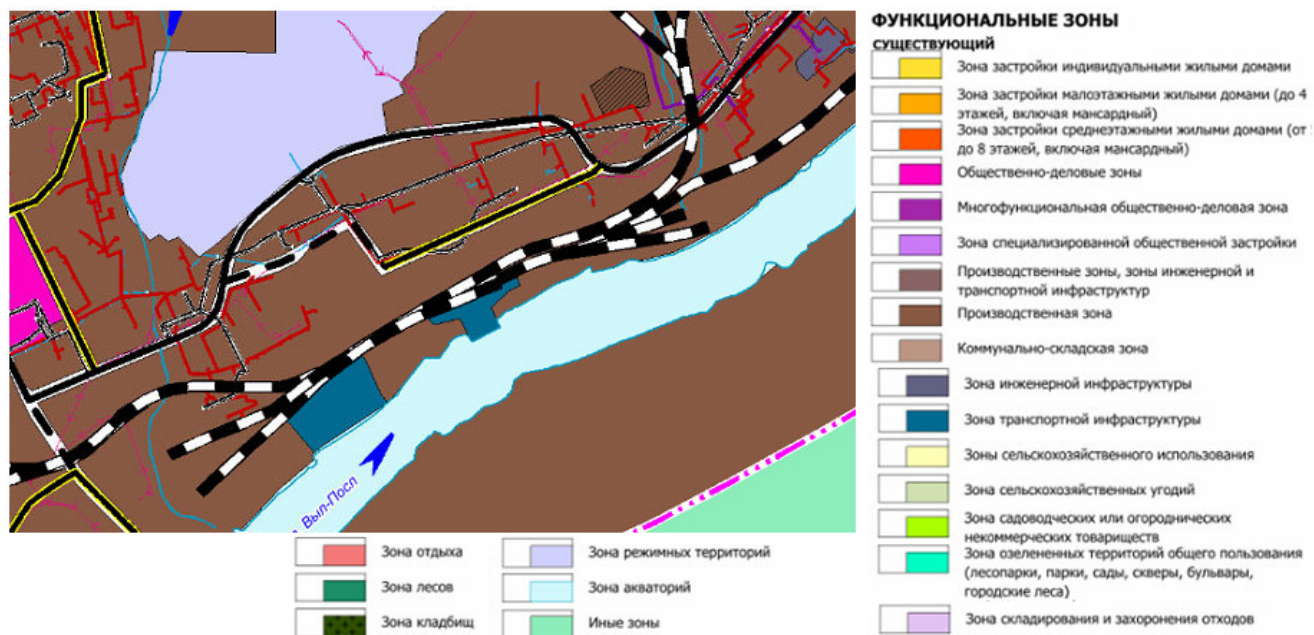 ФУНКЦИОНАЛЬНЫЕ ЗОНЫ
СУЩЕСТВУЮЩИЙ
Зона застройки индивидуальными жилыми домами
Зона застройки малоэтажными жилыми домами (до 4
этажей, включая мансардный)
Зона застройки среднеэтажными жилыми домами (от
до 8 этажей, включая мансардный)
Общественно-деловые зоны
Многофункциональная общественно-деловая зона
Зона специализированной общественной застройки
Производственные зоны, зоны инженерной и
транспортной инфраструктур
Производственная зона
Коммунально-складская зона
Зона инженерной инфраструктуры
Зона транспортной инфраструктуры
Зоны сельскохозяйственного использования
Зона сельскохозяйственных угодий
Зона садоводческих или огороднических
некоммерческих товариществ
Зона озелененных территорий общего пользования
(лесопарки, парки, сады, скверы, бульвары,
городские леса)
Зона складирования и захоронения отходов
Выл-Посл
Зона отдыха
Зона режимных территорий
Зона лесов
Зона акваторий
Зона кладбищ
Иные зоны